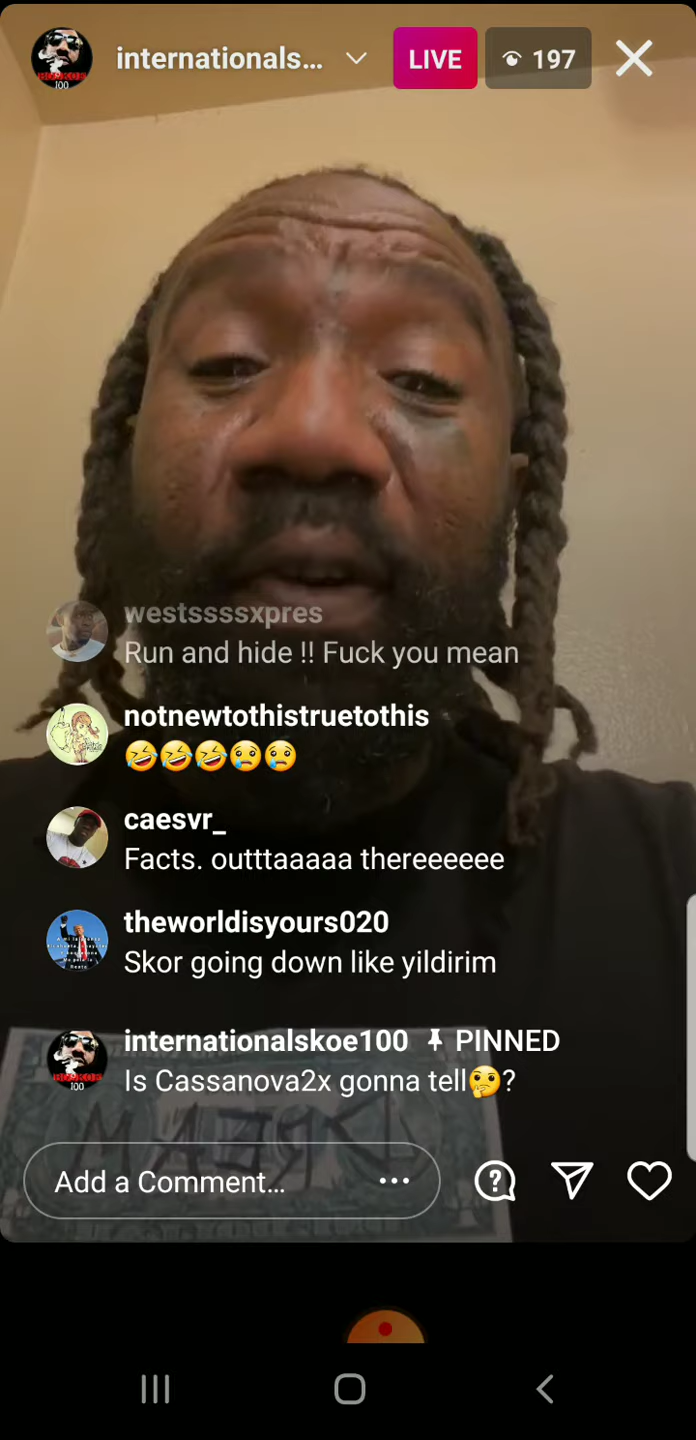 internationals... LIVE 197
westssssxpres
Run and hide !! Fuck you mean
notnewtothistruetothis
🤣🤣🤣😢😢
caesvr_
Facts. outttaaaaa thereeeeee
theworldisyours020
Skor going down like yildirim
internationalskoe100 PINNED
Is Cassanova2x gonna tell🤔?
Add a Comment...